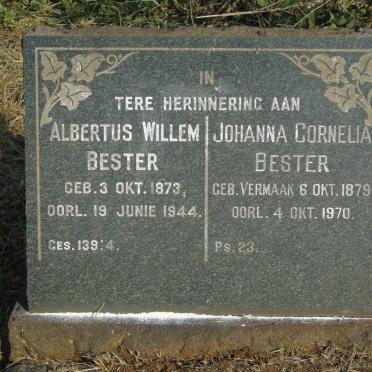 IN
TERE HERINNERING AAN
ALBERTUS WILLEM
BESTER
GEB. 3 OKT. 1873,
OORL. 19 JUNIE 1944.
GES. 139:4.
JOHANNA CORNELIA
BESTER
GEB. VERMAAK 6 OKT. 1879
OORL. 4 OKT. 1970.
PS. 23.